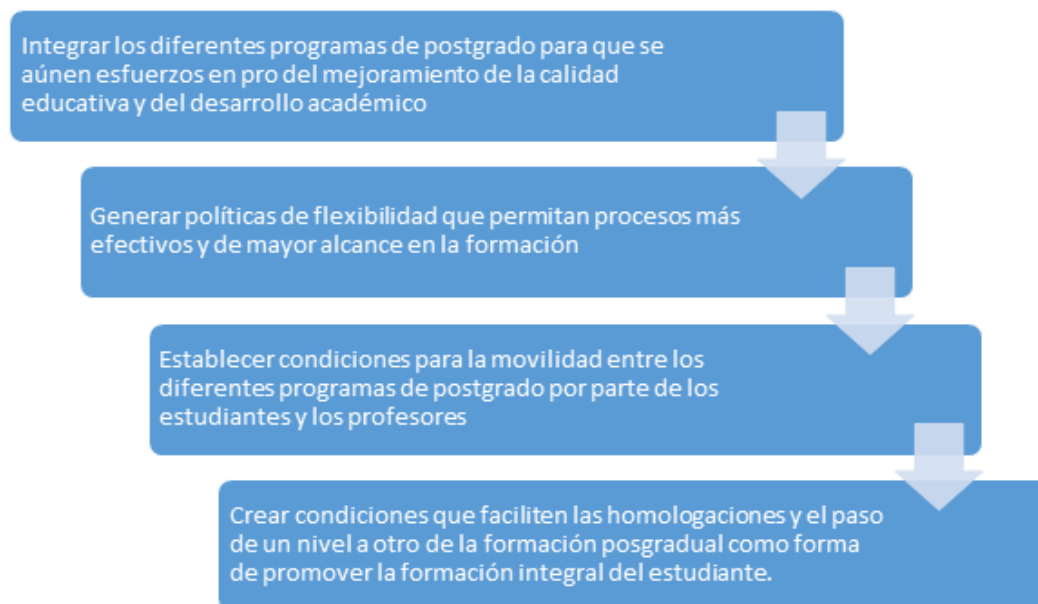 Integrar los diferentes programas de postgrado para que se
aúnen esfuerzos en pro del mejoramiento de la calidad
educativa y del desarrollo académico
Generar políticas de flexibilidad que permitan procesos más
efectivos y de mayor alcance en la formación
Establecer condiciones para la movilidad entre los
diferentes programas de postgrado por parte de los
estudiantes y los profesores
Crear condiciones que faciliten las homologaciones y el paso
de un nivel a otro de la formación posgradual como forma
de promover la formación integral del estudiante.